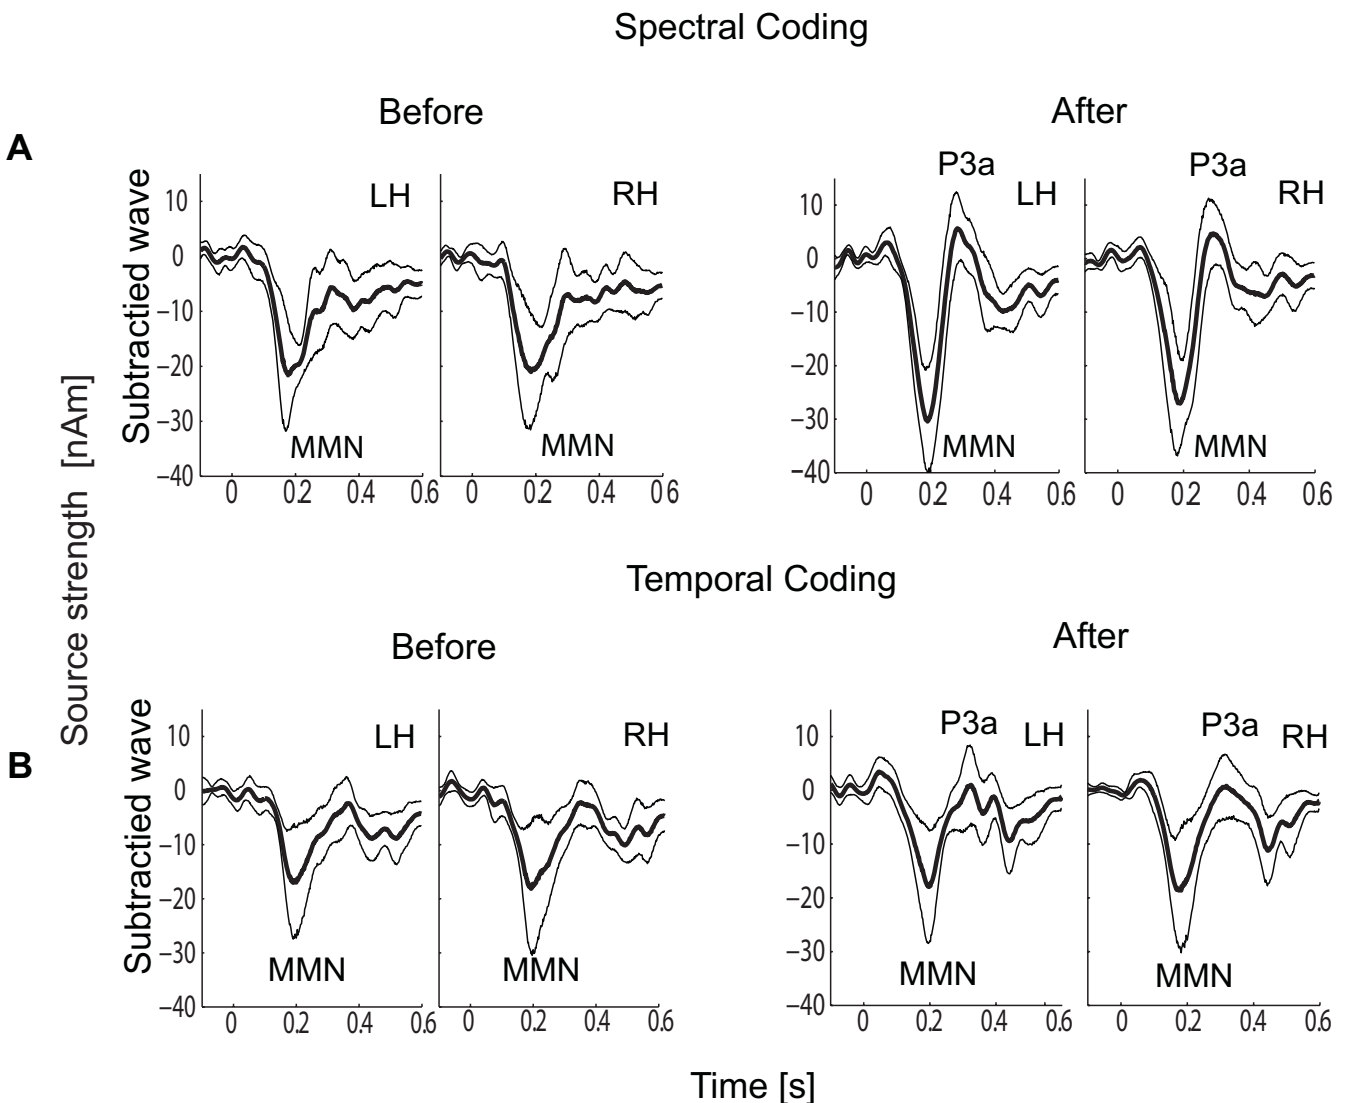 Spectral Coding
Before
After
A
Source strength [nAm]
Subtractied wave
LH
RH
P3a
LH
P3a
RH
10
0
−10
−20
−30
−40
10
0
−10
−20
−30
−40
MMN
MMN
MMN
MMN
0 0.2 0.4 0.6
0 0.2 0.4 0.6
0 0.2 0.4 0.6
0 0.2 0.4 0.6
Temporal Coding
Before
After
B
Subtractied wave
LH
RH
P3a
LH
P3a
RH
10
0
−10
−20
−30
−40
10
0
−10
−20
−30
−40
MMN
MMN
MMN
MMN
0 0.2 0.4 0.6
0 0.2 0.4 0.6
0 0.2 0.4 0.6
0 0.2 0.4 0.6
Time [s]